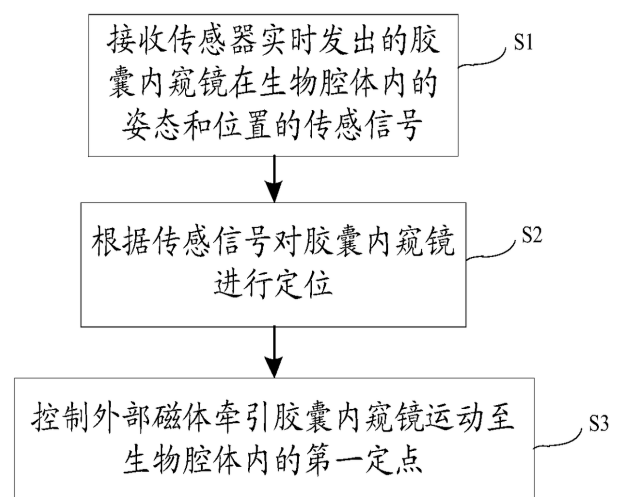 接收传感器实时发出的胶
囊内窥镜在生物腔体内的
姿态和位置的传感信号
S1
根据传感信号对胶囊内窥镜
进行定位
S2
控制外部磁体牵引胶囊内窥镜运动至
生物腔体内的第一定点
S3